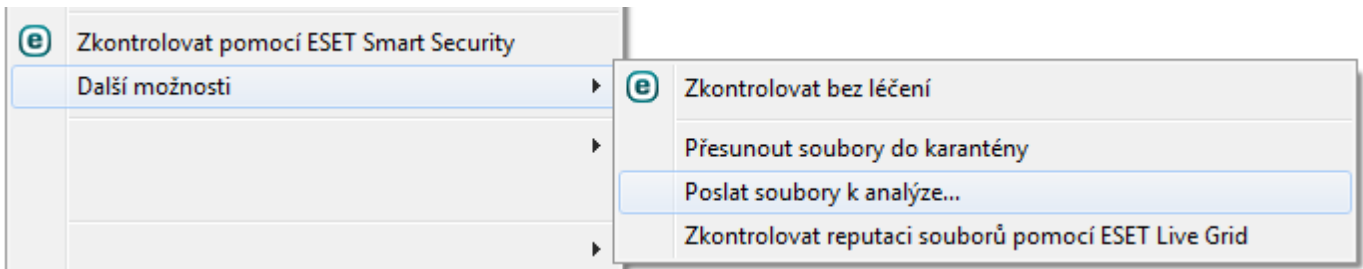 Zkontrolovat pomocí ESET Smart Security
Další možnosti
Zkontrolovat bez léčení
Přesunout soubory do karantény
Poslat soubory k analýze...
Zkontrolovat reputaci souborů pomocí ESET Live Grid